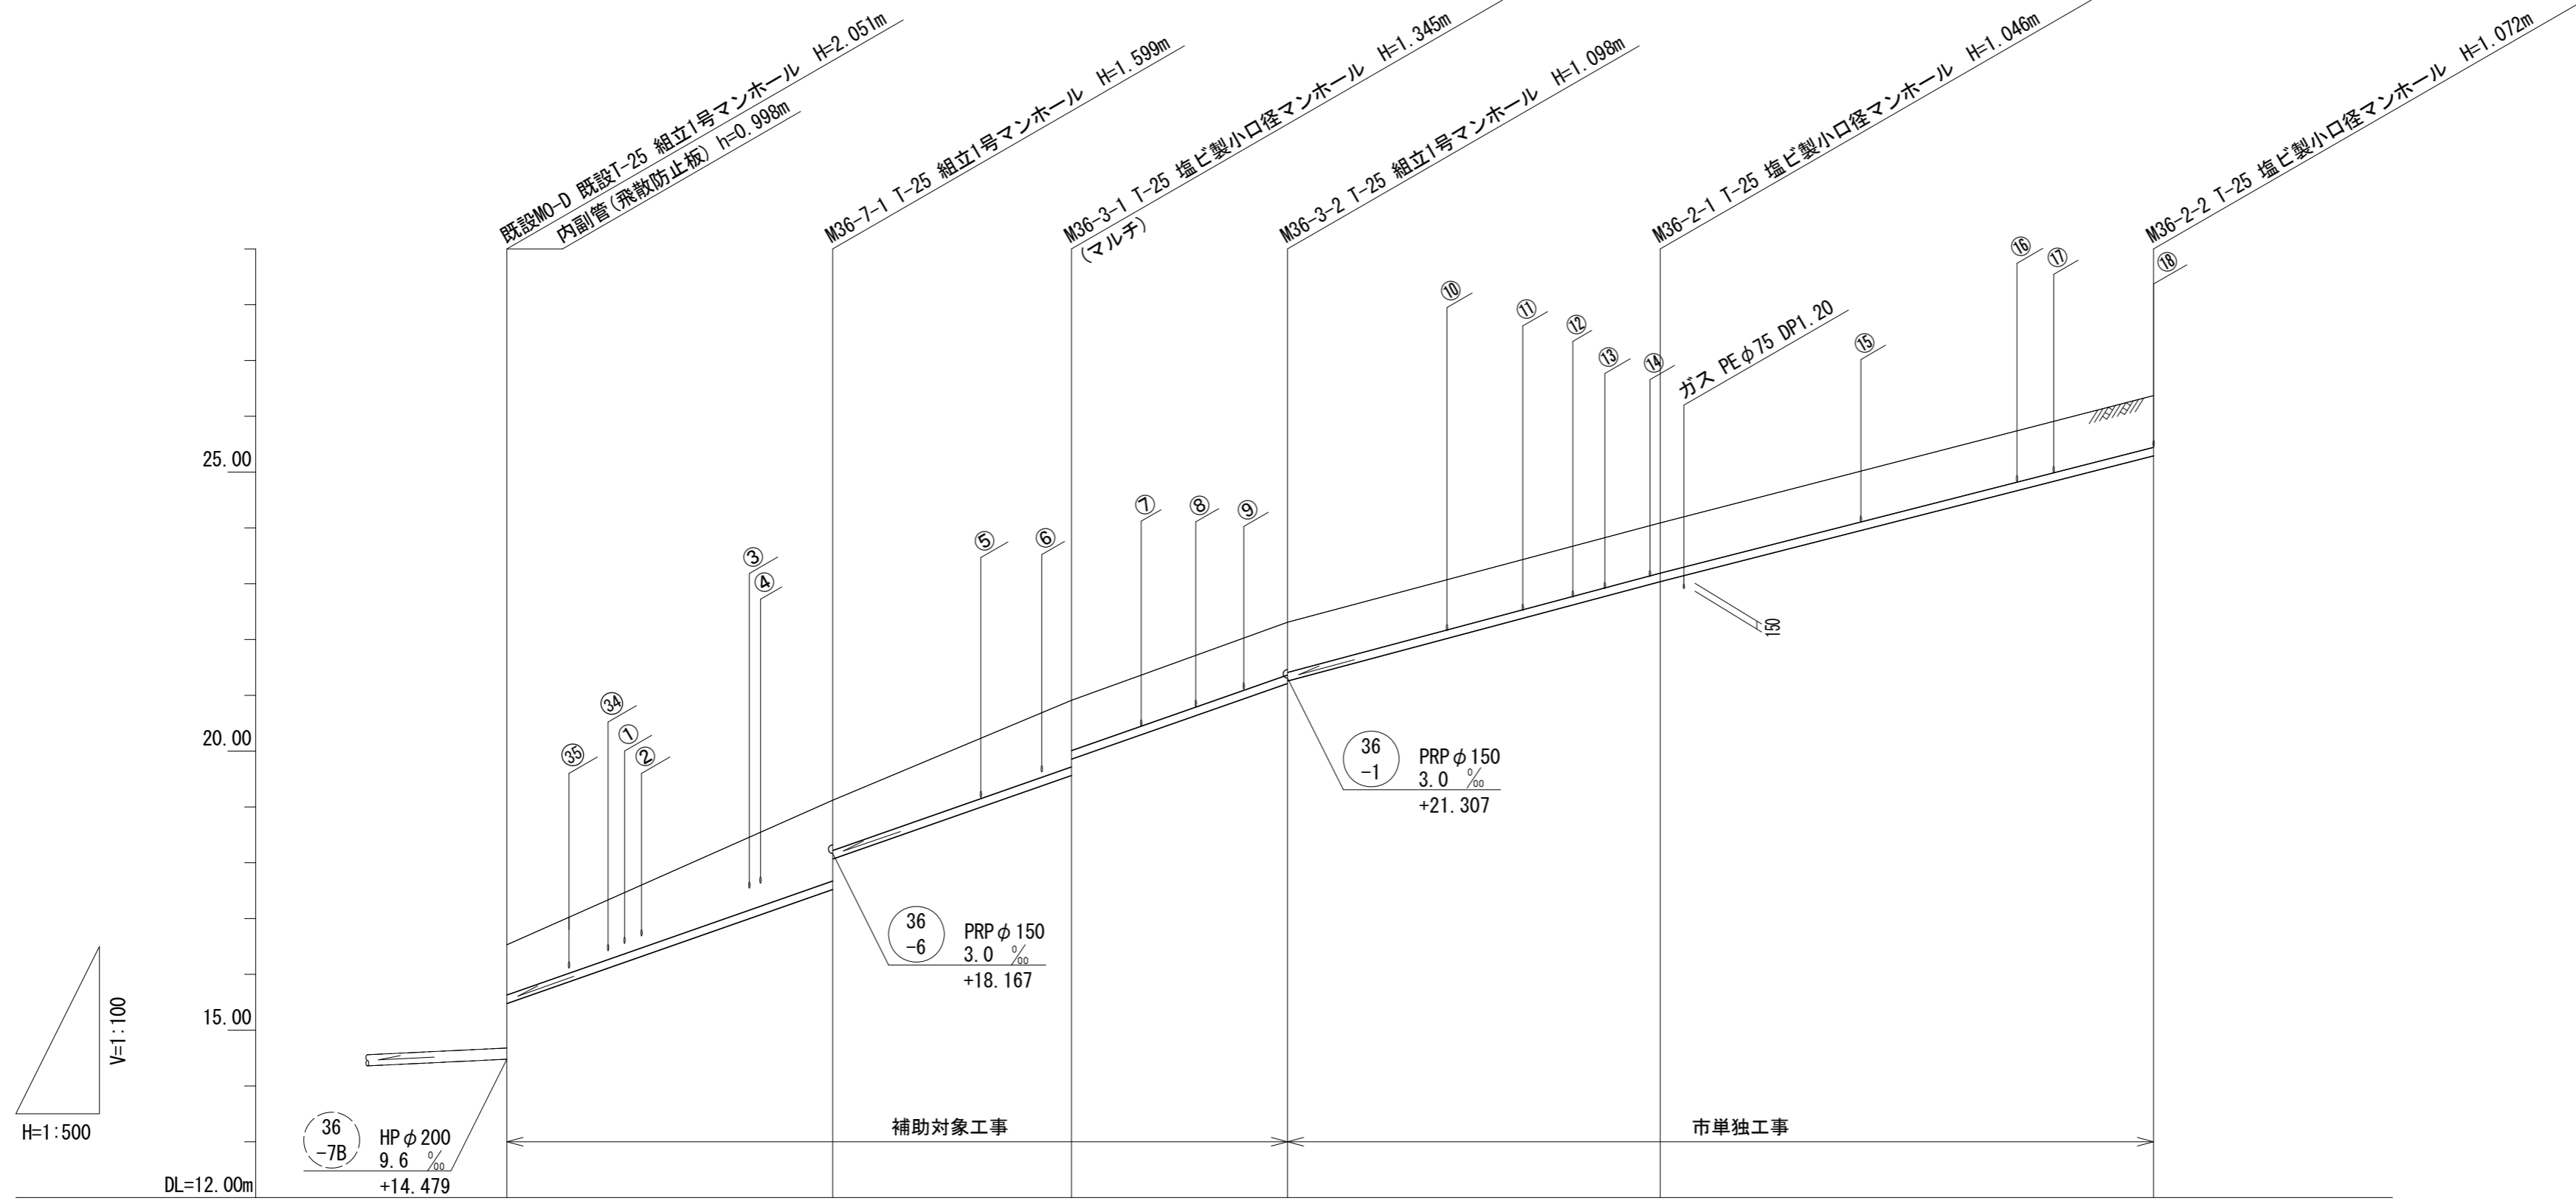 既設MO-D 既設T-25 組立1号マンホール H=2.051m
内副管(飛散防止板) h=0.998m
M36-7-1 T-25 組立1号マンホール H=1.599m
M36-3-1 T-25 塩ビ製小口径マンホール H=1.345m
(マルチ)
M36-3-2 T-25 組立1号マンホール H=1.098m
M36-2-1 T-25 塩ビ製小口径マンホール H=1.046m
M36-2-2 T-25 塩ビ製小口径マンホール H=1.072m
㉟
㉞
①
②
③
④
⑤
⑥
⑦
⑧
⑨
⑩
⑪
⑫
⑬
⑭
ガス PEφ75 DP1.20
⑮
⑯
⑰
⑱
25.00
20.00
15.00
150
36
-1
PRPφ150
3.0 ‰
+21.307
36
-6
PRPφ150
3.0 ‰
+18.167
V=1:100
H=1:500
36
-7B
HPφ200
9.6 ‰
+14.479
補助対象工事
市単独工事
DL=12.00m